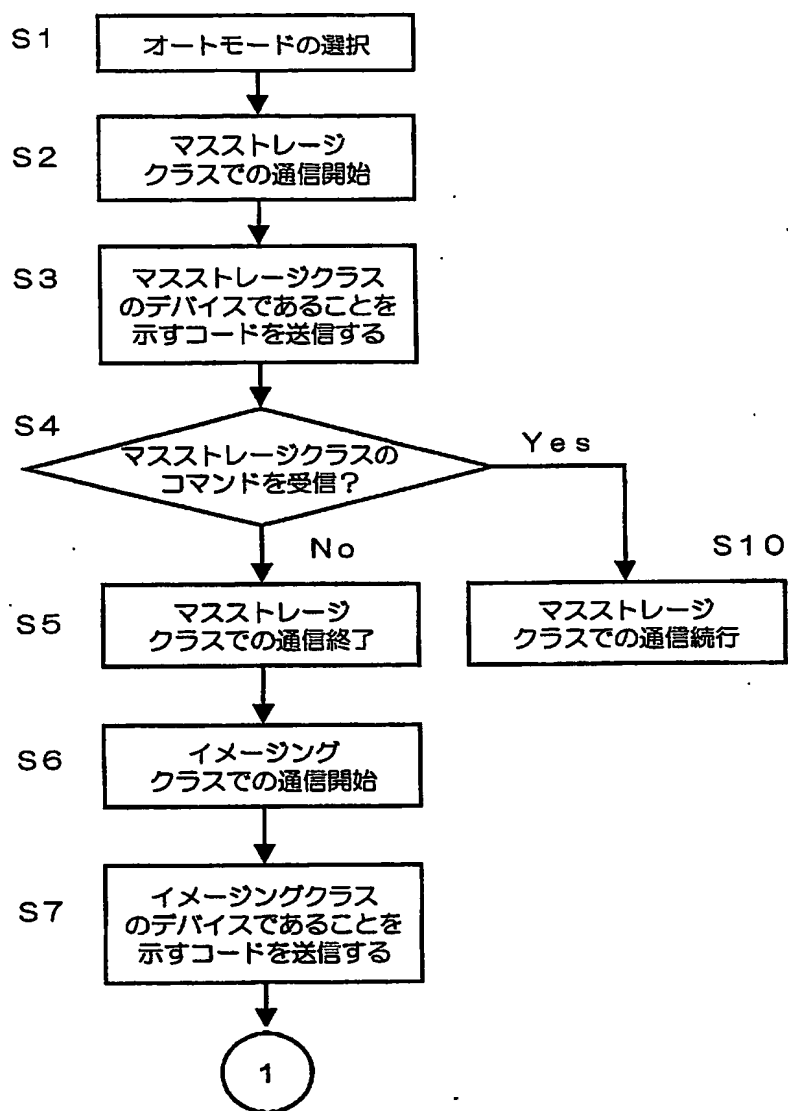 S1
オートモードの選択
S2
マスストレージ
クラスでの通信開始
S3
マスストレージクラス
のデバイスであることを
示すコードを送信する
S4
マスストレージクラスの
コマンドを受信?
Yes
No
S10
マスストレージ
クラスでの通信続行
S5
マスストレージ
クラスでの通信終了
S6
イメージング
クラスでの通信開始
S7
イメージングクラス
のデバイスであることを
示すコードを送信する
1